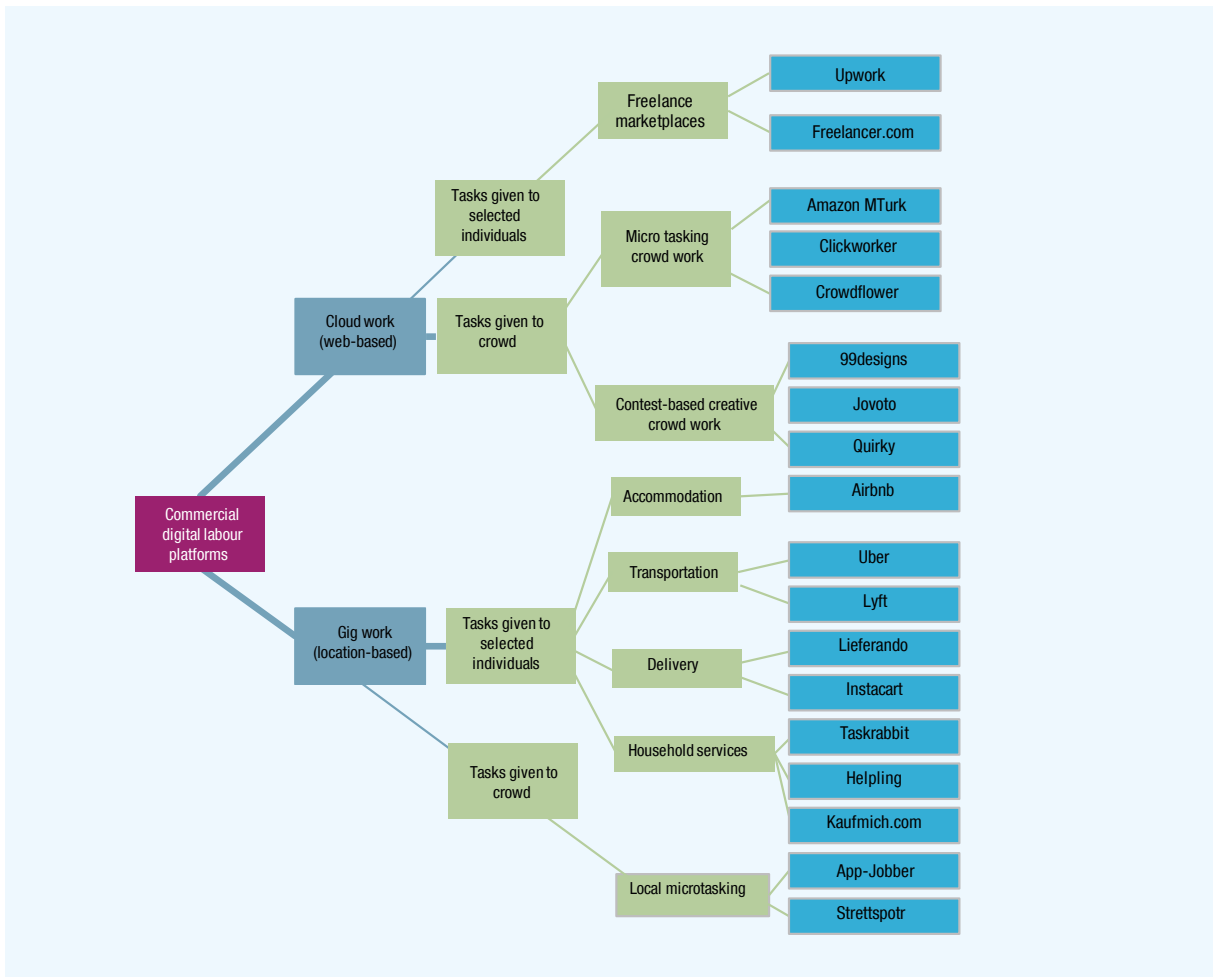 Commercial
digital labour
platforms
Cloud work
(web-based)
Tasks given to
selected
individuals
Freelance
marketplaces
Upwork
Freelancer.com
Tasks given to
crowd
Micro tasking
crowd work
Amazon MTurk
Clickworker
Crowdflower
Contest-based creative
crowd work
99designs
Jovoto
Quirky
Gig work
(location-based)
Tasks given to
selected
individuals
Accommodation
Airbnb
Transportation
Uber
Lyft
Delivery
Lieferando
Instacart
Household services
Taskrabbit
Helpling
Kaufmich.com
Tasks given to
crowd
Local microtasking
App-Jobber
Strettspotr